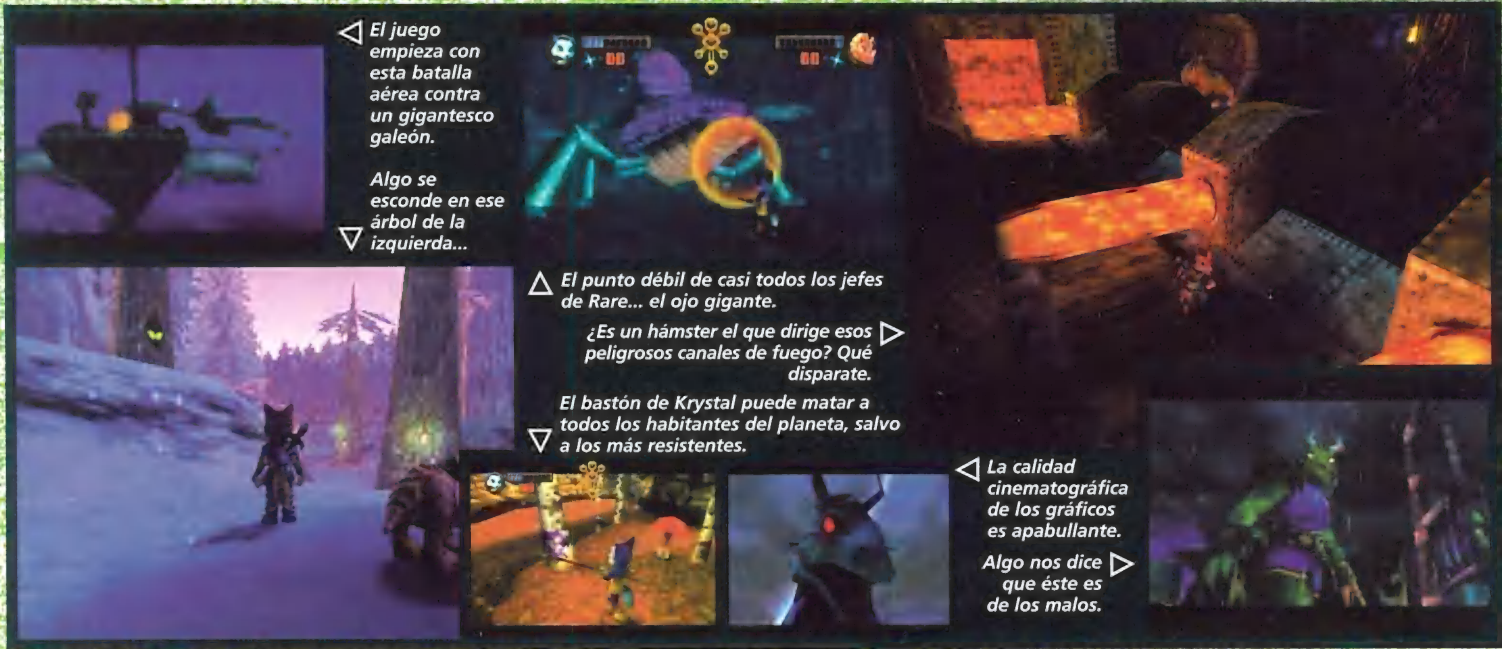 El juego
empieza con
esta batalla
aérea contra
un gigantesco
galeón.
Algo se
esconde en ese
árbol de la
izquierda...
El punto débil de casi todos los jefes
de Rare... el ojo gigante.
¿Es un hámster el que dirige esos
peligrosos canales de fuego? Qué
disparate.
El bastón de Krystal puede matar a
todos los habitantes del planeta, salvo
a los más resistentes.
La calidad
cinematográfica
de los gráficos
es apabullante.
Algo nos dice
que éste es
de los malos.